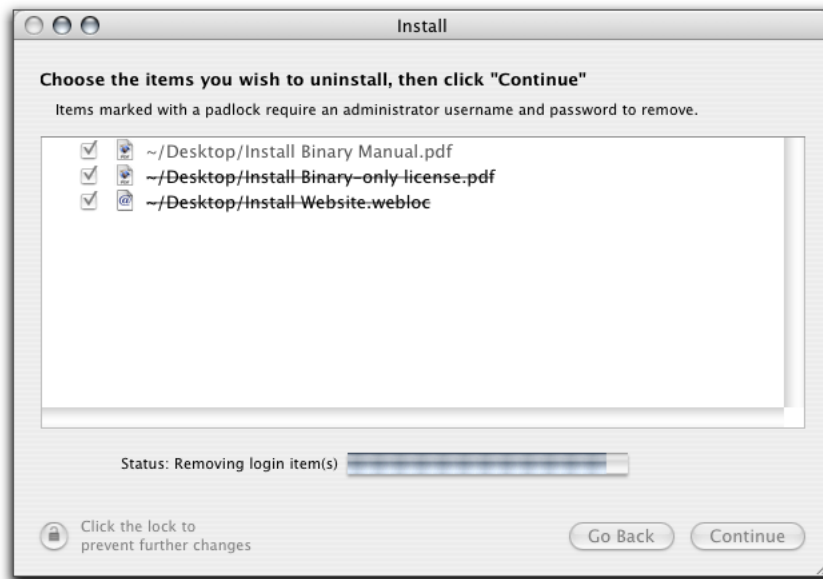 Install
Choose the items you wish to uninstall, then click "Continue"
Items marked with a padlock require an administrator username and password to remove.
~/Desktop/Install Binary Manual.pdf
~/Desktop/Install Binary-only license.pdf
~/Desktop/Install Website.webloc
Status: Removing login item(s)
Click the lock to
prevent further changes
Go Back
Continue